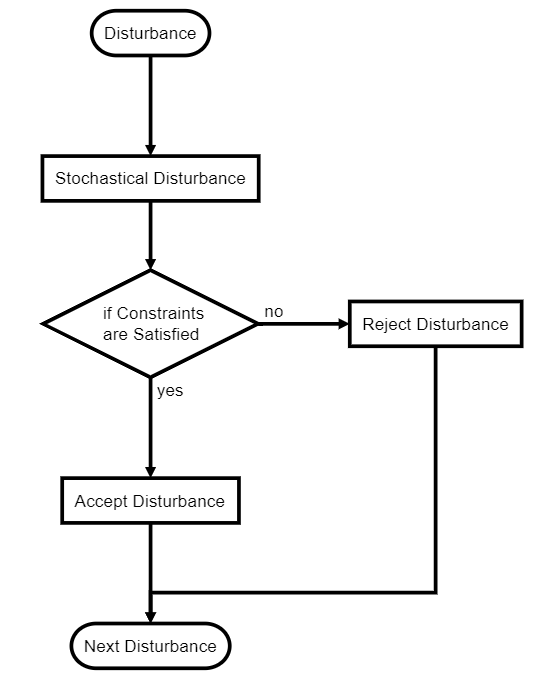 Disturbance
Stochastical Disturbance
if Constraints
are Satisfied
no
Reject Disturbance
yes
Accept Disturbance
Next Disturbance